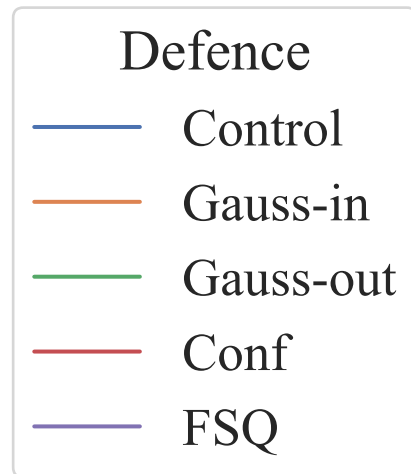 Defence
Control
Gauss-in
Gauss-out
Conf
FSQ